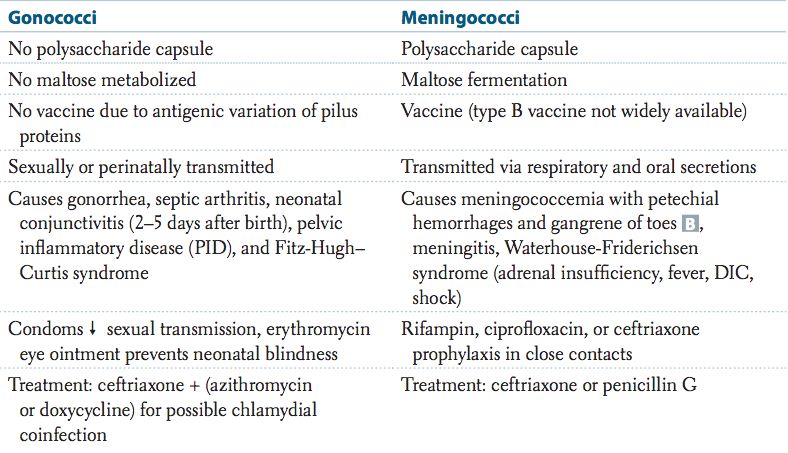 Gonococci Meningococci
No polysaccharide capsule Polysaccharide capsule
No maltose metabolized Maltose fermentation
No vaccine due to antigenic variation of pilus Vaccine (type B vaccine not widely available)
proteins
Sexually or perinatally transmitted Transmitted via respiratory and oral secretions
Causes gonorrhea, septic arthritis, neonatal Causes meningococcemia with petechial
conjunctivitis (2–5 days after birth), pelvic hemorrhages and gangrene of toes B,
inflammatory disease (PID), and Fitz-Hugh– meningitis, Waterhouse-Friderichsen
Curtis syndrome syndrome (adrenal insufficiency, fever, DIC,
shock)
Condoms ↓ sexual transmission, erythromycin Rifampin, ciprofloxacin, or ceftriaxone
eye ointment prevents neonatal blindness prophylaxis in close contacts
Treatment: ceftriaxone + (azithromycin Treatment: ceftriaxone or penicillin G
or doxycycline) for possible chlamydial
coinfection